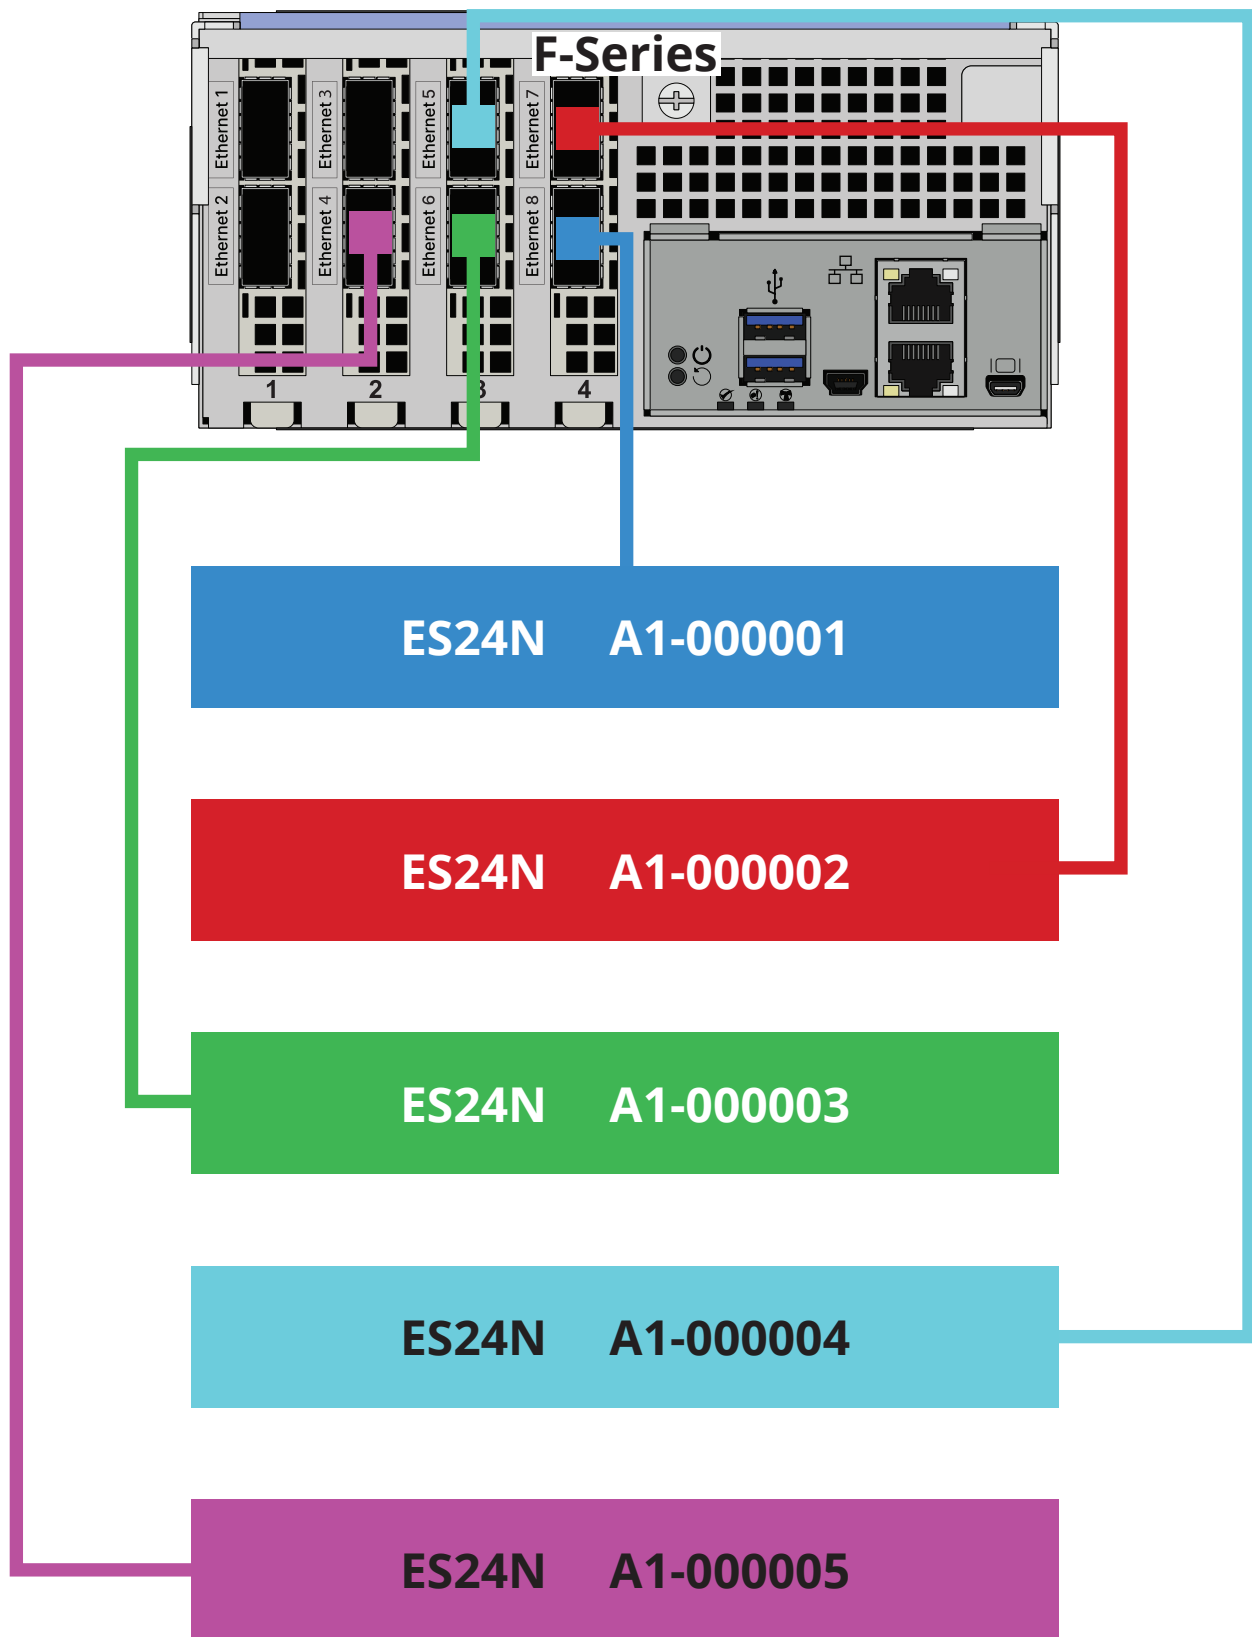 F-Series
Ethernet 1
Ethernet 3
Ethernet 5
Ethernet 7
Ethernet 2
Ethernet 4
Ethernet 6
Ethernet 8
1 2 3 4
ES24N A1-000001
ES24N A1-000002
ES24N A1-000003
ES24N A1-000004
ES24N A1-000005